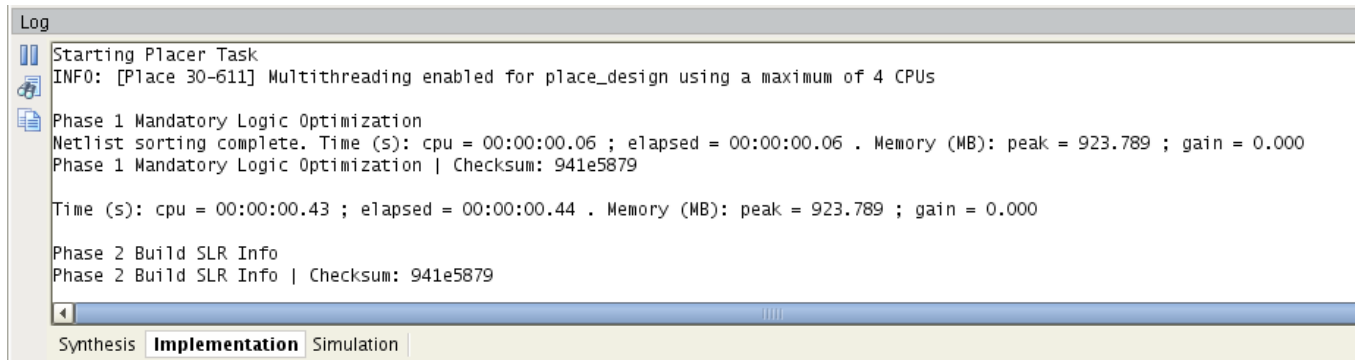 Log
Starting Placer Task
INFO: [Place 30-611] Multithreading enabled for place_design using a maximum of 4 CPUs
Phase 1 Mandatory Logic Optimization
Netlist sorting complete. Time (s): cpu = 00:00:00.06 ; elapsed = 00:00:00.06 . Memory (MB): peak = 923.789 ; gain = 0.000
Phase 1 Mandatory Logic Optimization | Checksum: 941e5879
Time (s): cpu = 00:00:00.43 ; elapsed = 00:00:00.44 . Memory (MB): peak = 923.789 ; gain = 0.000
Phase 2 Build SLR Info
Phase 2 Build SLR Info | Checksum: 941e5879
Synthesis Implementation Simulation